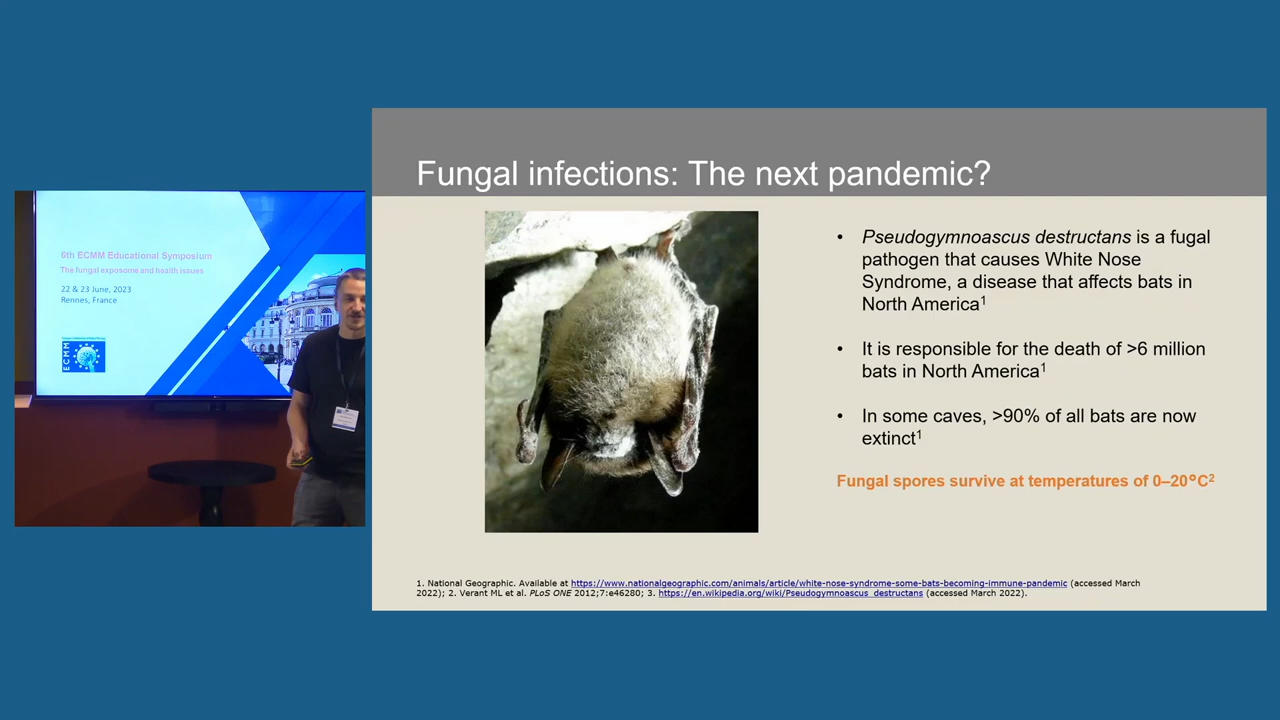 6th ECMM Educational Symposium
The fungal exposome and health issues
22 & 23 June, 2023
Rennes, France
ECMM
Fungal infections: The next pandemic?
• Pseudogymnoascus destructans is a fugal
pathogen that causes White Nose
Syndrome, a disease that affects bats in
North America1
• It is responsible for the death of >6 million
bats in North America1
• In some caves, >90% of all bats are now
extinct1
Fungal spores survive at temperatures of 0–20°C2
1. National Geographic. Available at https://www.nationalgeographic.com/animals/article/white-nose-syndrome-some-bats-becoming-immune-pandemic (accessed March
2022); 2. Verant ML et al. PLoS ONE 2012;7:e46280; 3. https://en.wikipedia.org/wiki/Pseudogymnoascus_destructans (accessed March 2022).